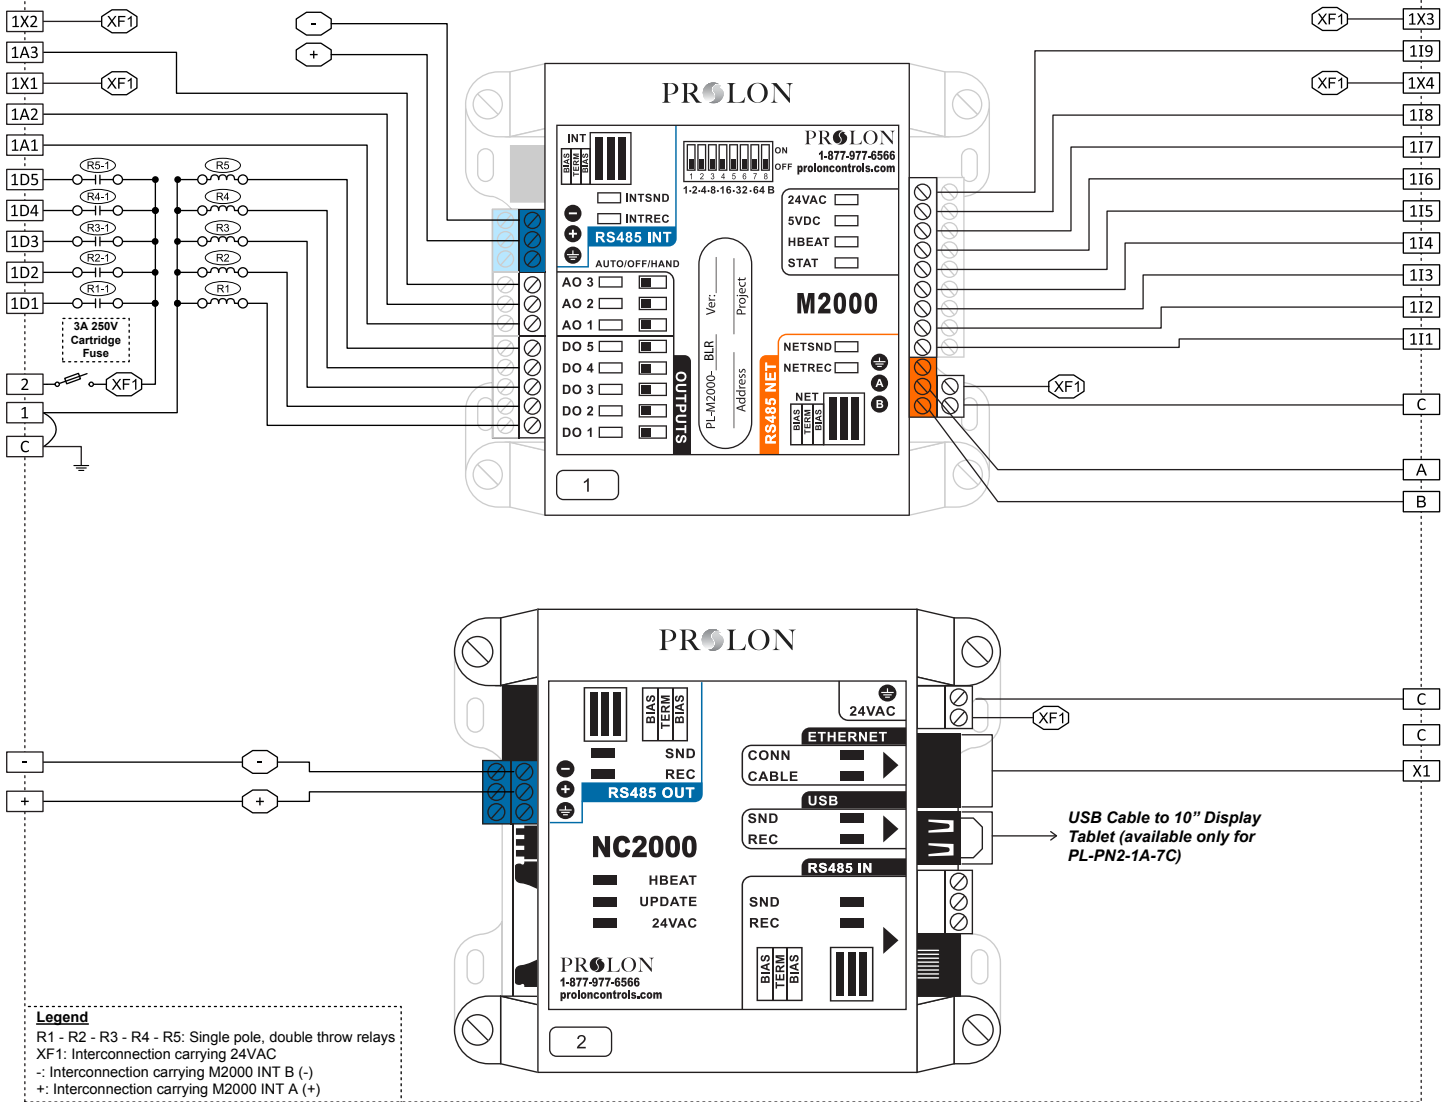 1X2
XF1
1A3
1X1
XF1
1A2
1A1
1D5
R5-1
R5
1D4
R4-1
R4
1D3
R3-1
R3
1D2
R2-1
R2
1D1
R1-1
R1
3A 250V
Cartridge
Fuse
2
XF1
1
C
-
+
PROLON
INT
BIAS
TERM
BIAS
INTSND
INTREC
RS485 INT
AUTO/OFF/HAND
AO 3
AO 2
AO 1
DO 5
DO 4
DO 3
DO 2
DO 1
OUTPUTS
1 2 3 4 5 6 7 8
ON
OFF
1-2-4-8-16-32-64 B
PROLON
1-877-977-6566
proloncontrols.com
24VAC
5VDC
HBEAT
STAT
M2000
PL-M2000- BLR Ver:
Address Project
NETSND
NETREC
A
B
RS485 NET
NET
BIAS
TERM
BIAS
1
XF1
1X3
1I9
XF1
1X4
1I8
1I7
1I6
1I5
1I4
1I3
1I2
1I1
XF1
C
A
B
PROLON
BIAS
TERM
BIAS
SND
REC
RS485 OUT
-
-
+
+
NC2000
HBEAT
UPDATE
24VAC
PROLON
1-877-977-6566
proloncontrols.com
24VAC
ETHERNET
CONN
CABLE
USB
SND
REC
RS485 IN
SND
REC
BIAS
TERM
BIAS
2
C
XF1
C
X1
USB Cable to 10” Display
Tablet (available only for
PL-PN2-1A-7C)
Legend
R1 - R2 - R3 - R4 - R5: Single pole, double throw relays
XF1: Interconnection carrying 24VAC
-: Interconnection carrying M2000 INT B (-)
+: Interconnection carrying M2000 INT A (+)